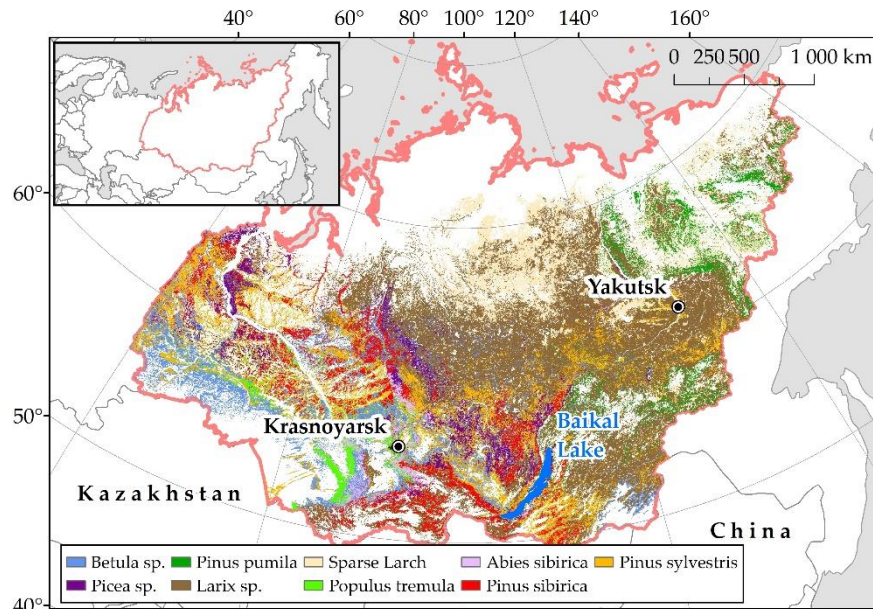 40° 60° 80° 100° 120° 140° 160°
0 250 500 1 000 km
60°
Yakutsk
50°
Krasnoyarsk
Baikal
Lake
Kazakhstan
China
Betula sp. Pinus pumila Sparse Larch Abies sibirica Pinus sylvestris
Picea sp. Larix sp. Populus tremula Pinus sibirica
40°